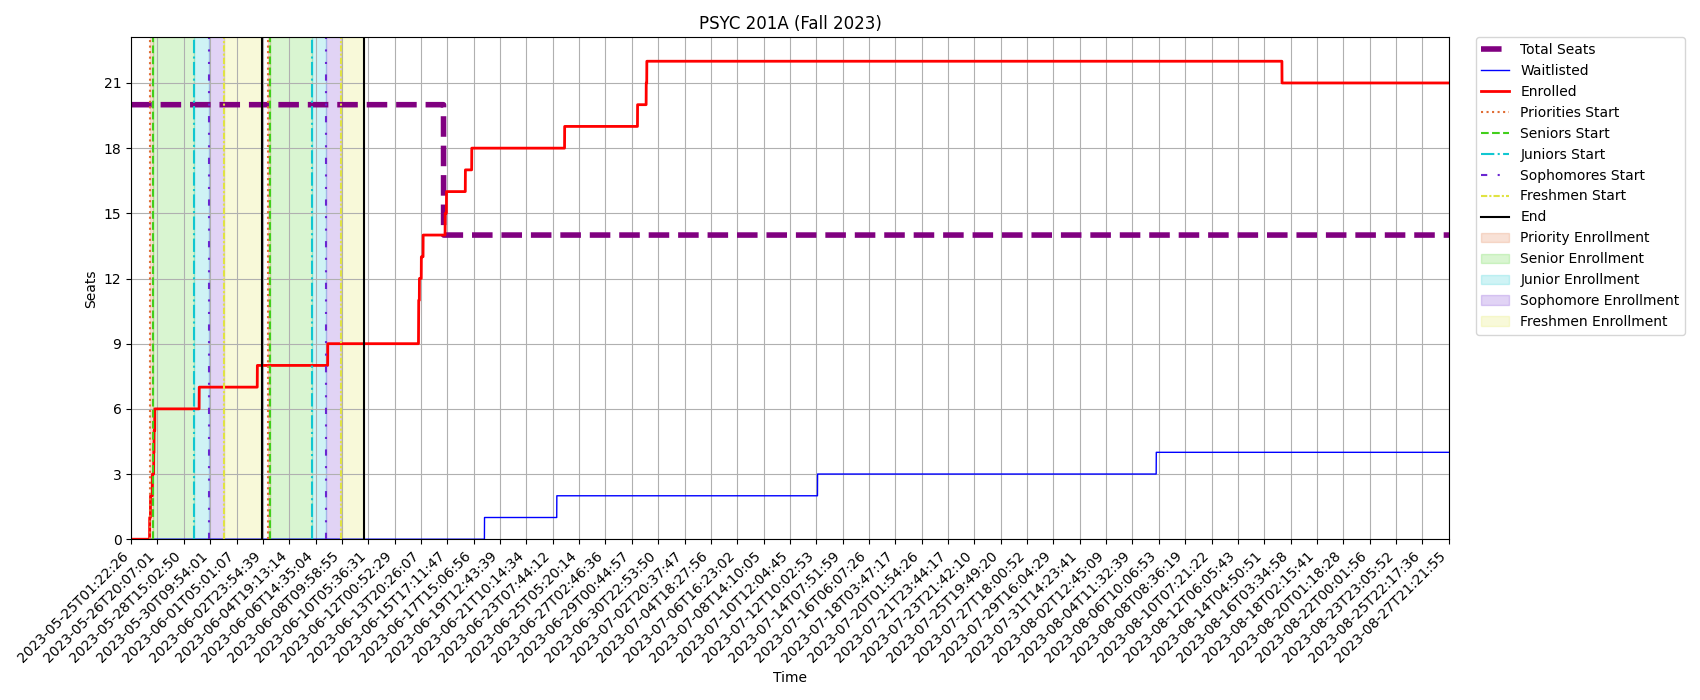 PSYC 201A (Fall 2023)
Seats
21
18
15
12
9
6
3
0
2023-05-25T01:22:26
2023-05-26T20:07:01
2023-05-28T15:02:50
2023-05-30T09:54:01
2023-06-01T05:01:07
2023-06-02T23:54:39
2023-06-04T19:13:14
2023-06-06T14:35:04
2023-06-08T09:58:55
2023-06-10T05:36:31
2023-06-12T00:52:29
2023-06-13T20:26:07
2023-06-15T17:11:47
2023-06-17T15:06:56
2023-06-19T12:43:39
2023-06-21T10:14:34
2023-06-23T07:44:12
2023-06-25T05:20:14
2023-06-27T02:46:36
2023-06-29T00:44:57
2023-06-30T22:53:50
2023-07-02T20:37:47
2023-07-04T18:27:56
2023-07-06T16:23:02
2023-07-08T14:10:05
2023-07-10T12:04:45
2023-07-12T10:02:53
2023-07-14T07:51:59
2023-07-16T06:07:26
2023-07-18T03:47:17
2023-07-20T01:54:26
2023-07-21T23:44:17
2023-07-23T21:42:10
2023-07-25T19:49:20
2023-07-27T18:00:52
2023-07-29T16:04:29
2023-07-31T14:23:41
2023-08-02T12:45:09
2023-08-04T11:32:39
2023-08-06T10:06:53
2023-08-08T08:36:19
2023-08-10T07:21:22
2023-08-12T06:05:43
2023-08-14T04:50:51
2023-08-16T03:34:58
2023-08-18T02:15:41
2023-08-20T01:18:28
2023-08-22T00:01:56
2023-08-23T23:05:52
2023-08-25T22:17:36
2023-08-27T21:21:55
Time
Total Seats
Waitlisted
Enrolled
Priorities Start
Seniors Start
Juniors Start
Sophomores Start
Freshmen Start
End
Priority Enrollment
Senior Enrollment
Junior Enrollment
Sophomore Enrollment
Freshmen Enrollment